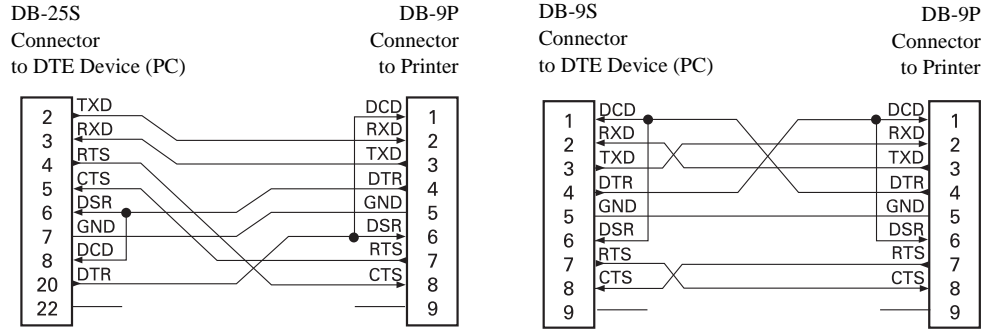 DB-25S
Connector
to DTE Device (PC)
DB-9P
Connector
to Printer
2 TXD
3 RXD
4 RTS
5 CTS
6 DSR
7 GND
8 DCD
20 DTR
22
DCD 1
RXD 2
TXD 3
DTR 4
GND 5
DSR 6
RTS 7
CTS 8
9
DB-9S
Connector
to DTE Device (PC)
DB-9P
Connector
to Printer
1 DCD
2 RXD
3 TXD
4 DTR
5 GND
6 DSR
7 RTS
8 CTS
9
DCD 1
RXD 2
TXD 3
DTR 4
GND 5
DSR 6
RTS 7
CTS 8
9